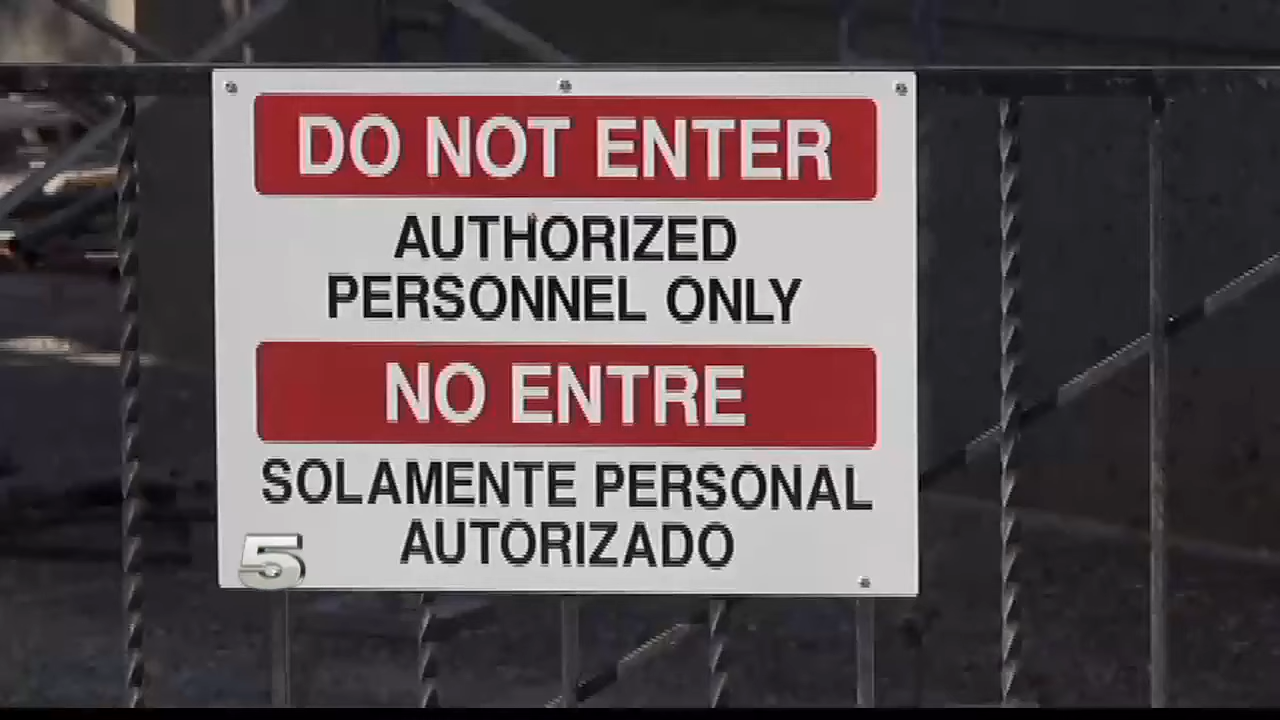 DO NOT ENTER
AUTHORIZED
PERSONNEL ONLY
NO ENTRE
SOLAMENTE PERSONAL
AUTORIZADO
5